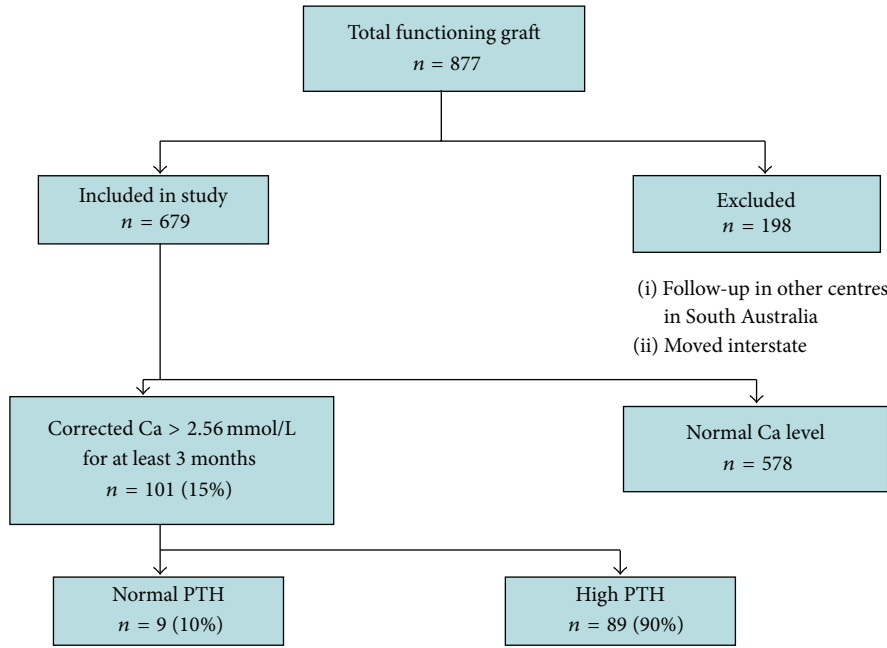 Total functioning graft
n = 877
Included in study
n = 679
Excluded
n = 198
(i) Follow-up in other centres
in South Australia
(ii) Moved interstate
Corrected Ca > 2.56 mmol/L
for at least 3 months
n = 101 (15%)
Normal Ca level
n = 578
Normal PTH
n = 9 (10%)
High PTH
n = 89 (90%)